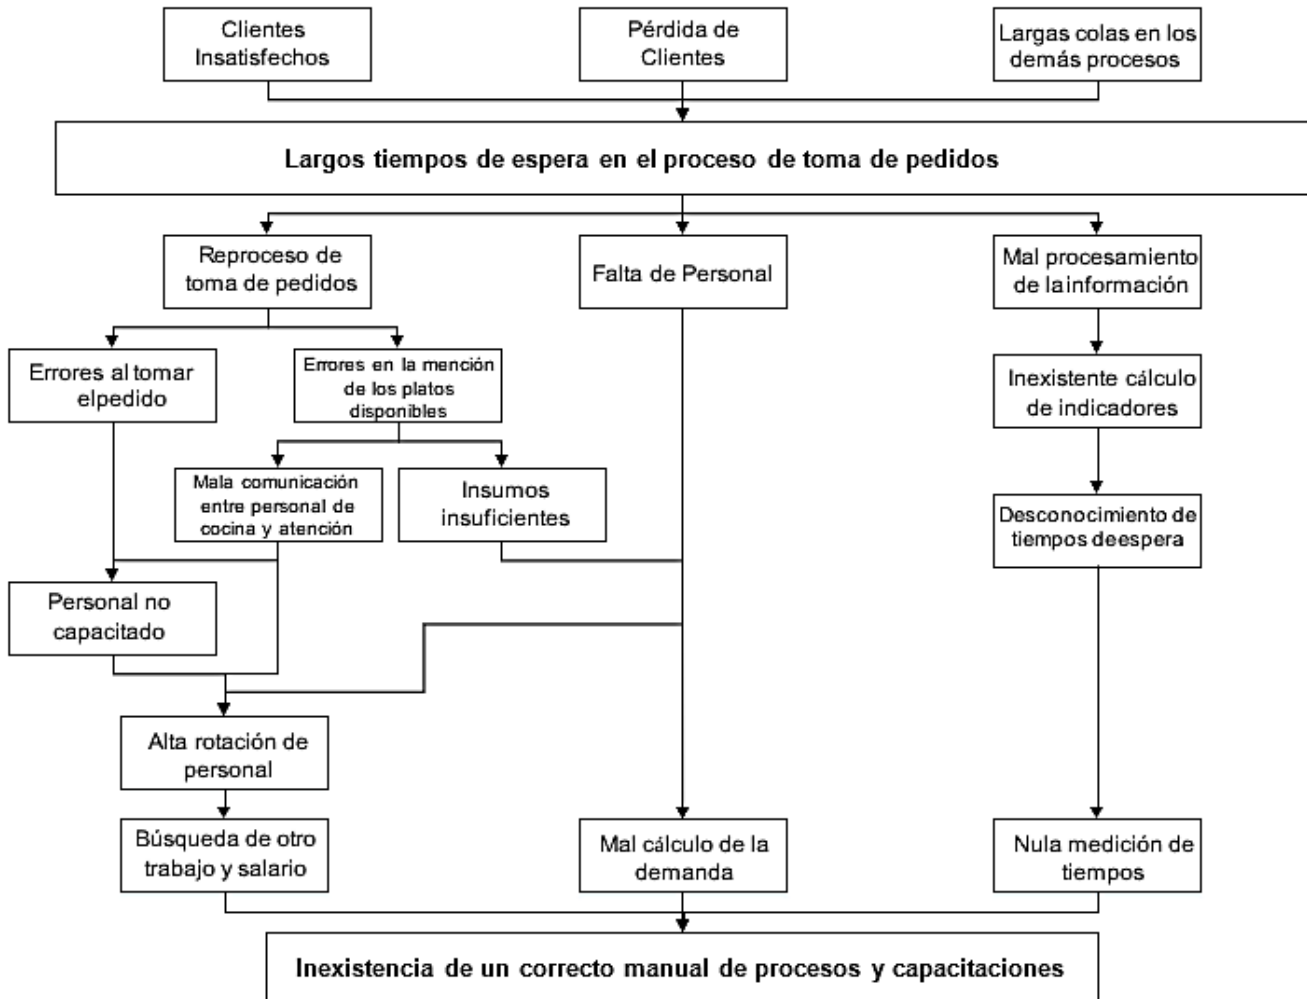 Clientes
Insatisfechos
Pérdida de
Clientes
Largas colas en los
demás procesos
Largos tiempos de espera en el proceso de toma de pedidos
Reproceso de
toma de pedidos
Falta de Personal
Mal procesamiento
de lainformación
Errores al tomar
elpedido
Errores en la mención
de los platos
disponibles
Inexistente cálculo
de indicadores
Mala comunicación
entre personal de
cocina y atención
Insumos
insuficientes
Desconocimiento de
tiempos deespera
Personal no
capacitado
Alta rotación de
personal
Búsqueda de otro
trabajo y salario
Mal cálculo de la
demanda
Nula medición de
tiempos
Inexistencia de un correcto manual de procesos y capacitaciones